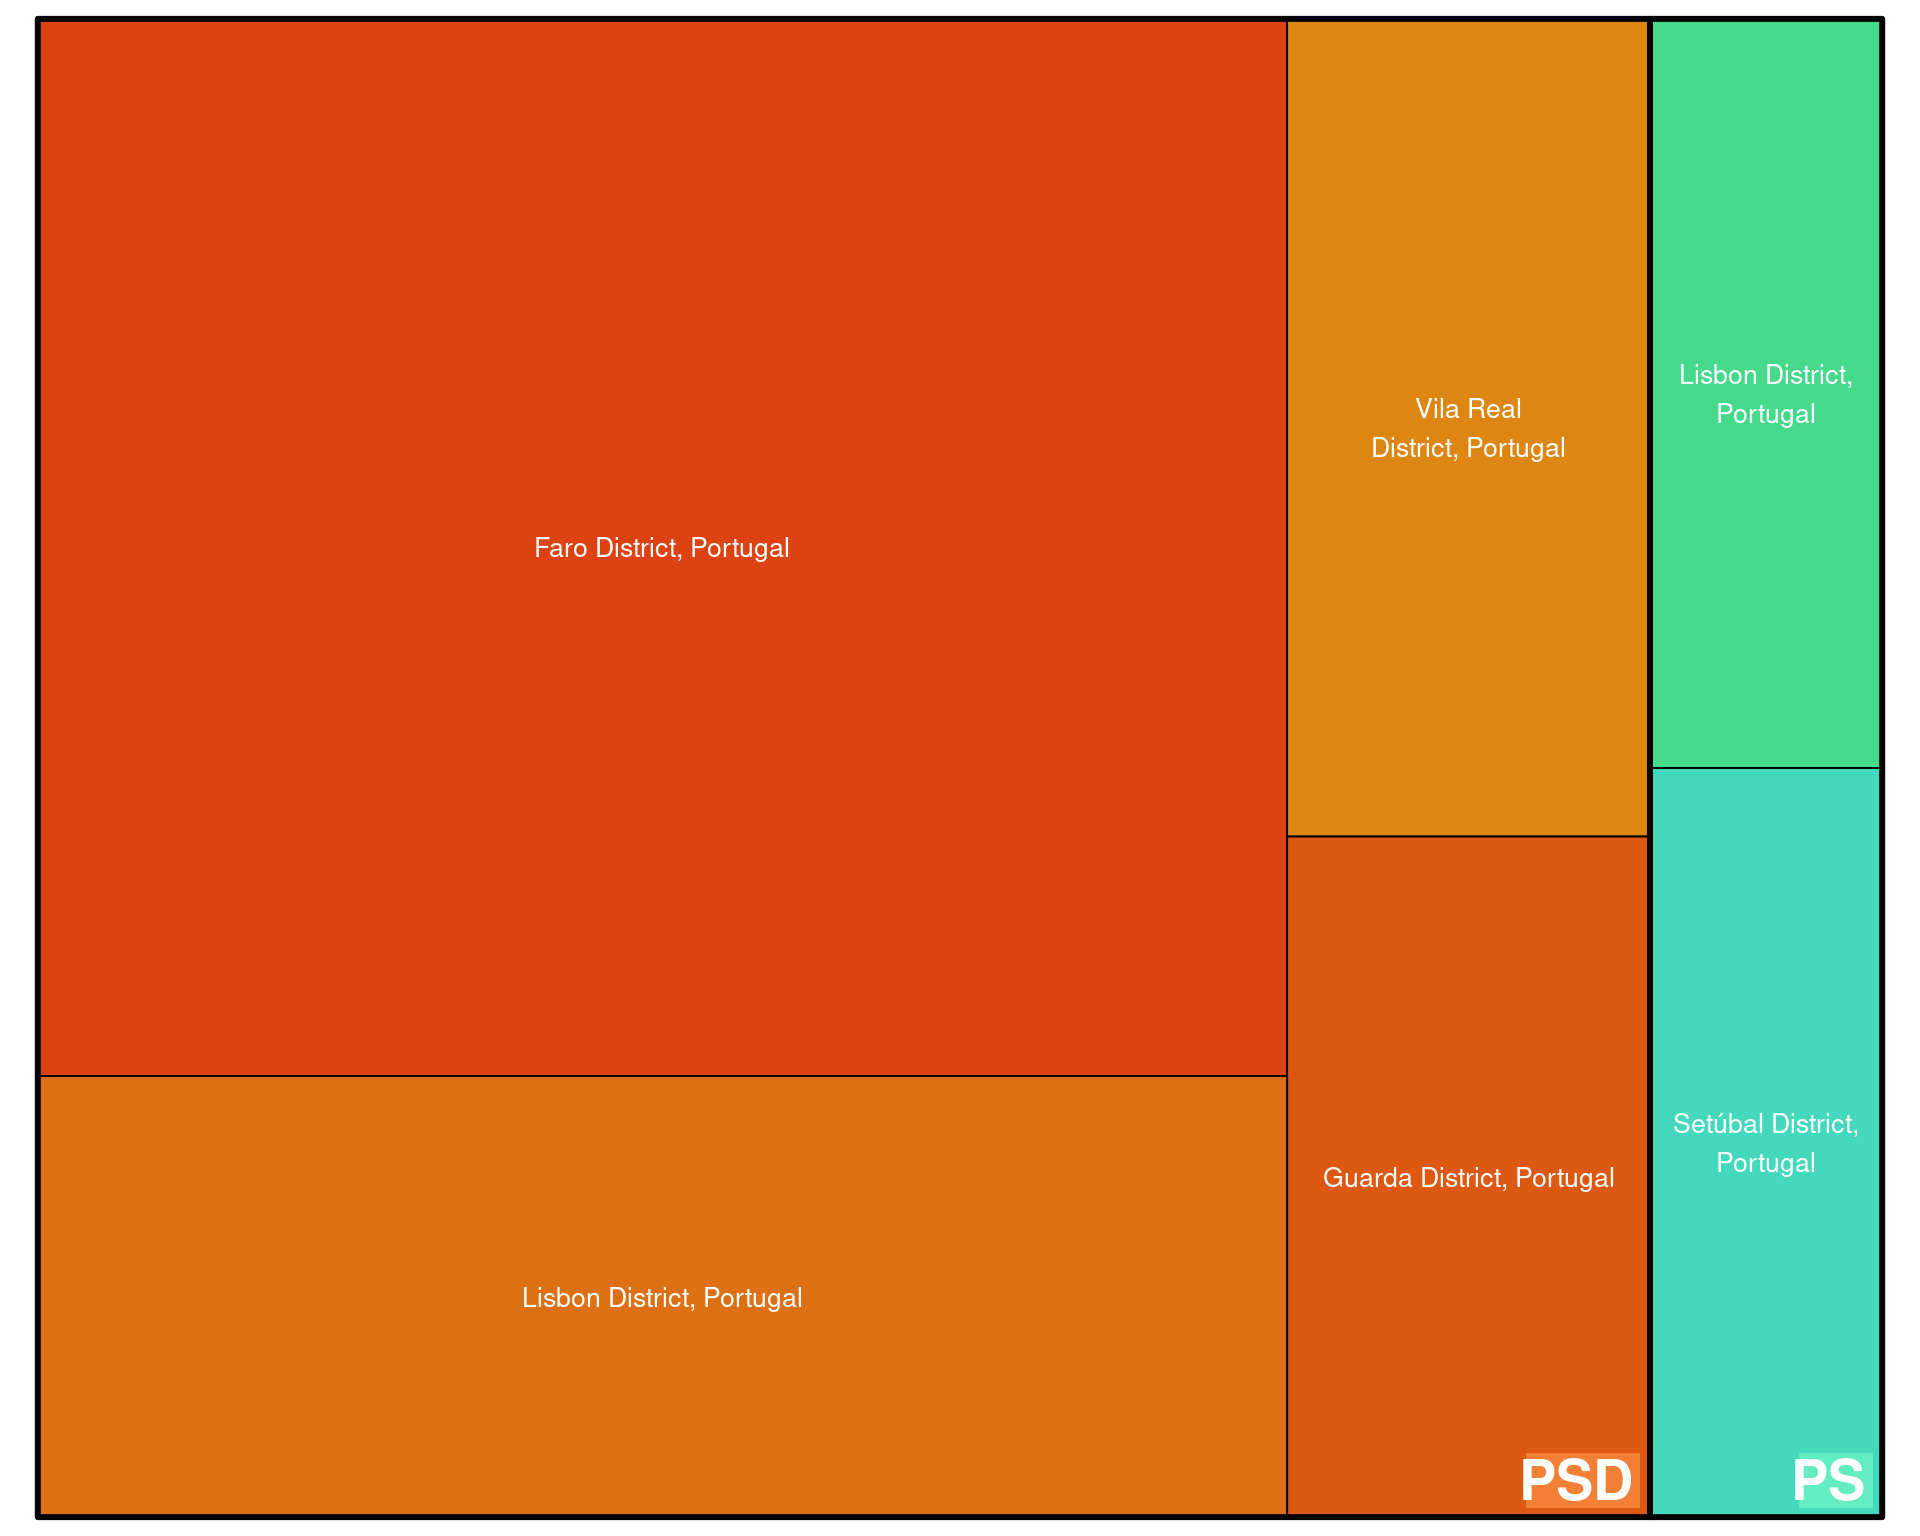 Faro District, Portugal
Lisbon District, Portugal
Vila Real
District, Portugal
Guarda District, Portugal
PSD
Lisbon District,
Portugal
Setúbal District,
Portugal
PS